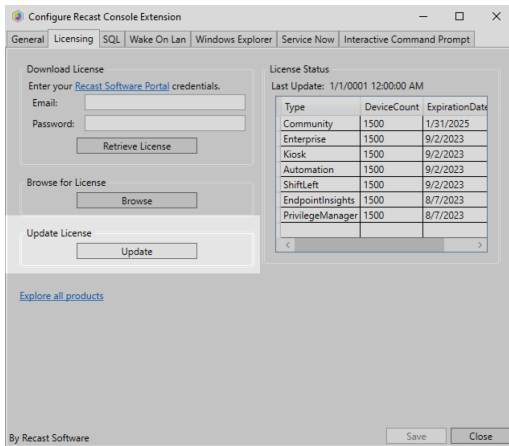 Configure Recast Console Extension
General Licensing SQL Wake On Lan Windows Explorer Service Now Interactive Command Prompt
Download License
Enter your Recast Software Portal credentials.
Email:
Password:
Retrieve License
Browse for License
Browse
Update License
Update
Explore all products
License Status
Last Update: 1/1/0001 12:00:00 AM
Type DeviceCount ExpirationDate
Community 1500 1/31/2025
Enterprise 1500 9/2/2023
Kiosk 1500 9/2/2023
Automation 1500 9/2/2023
ShiftLeft 1500 9/2/2023
EndpointInsights 1500 8/7/2023
PrivilegeManager 1500 8/7/2023
By Recast Software
Save Close